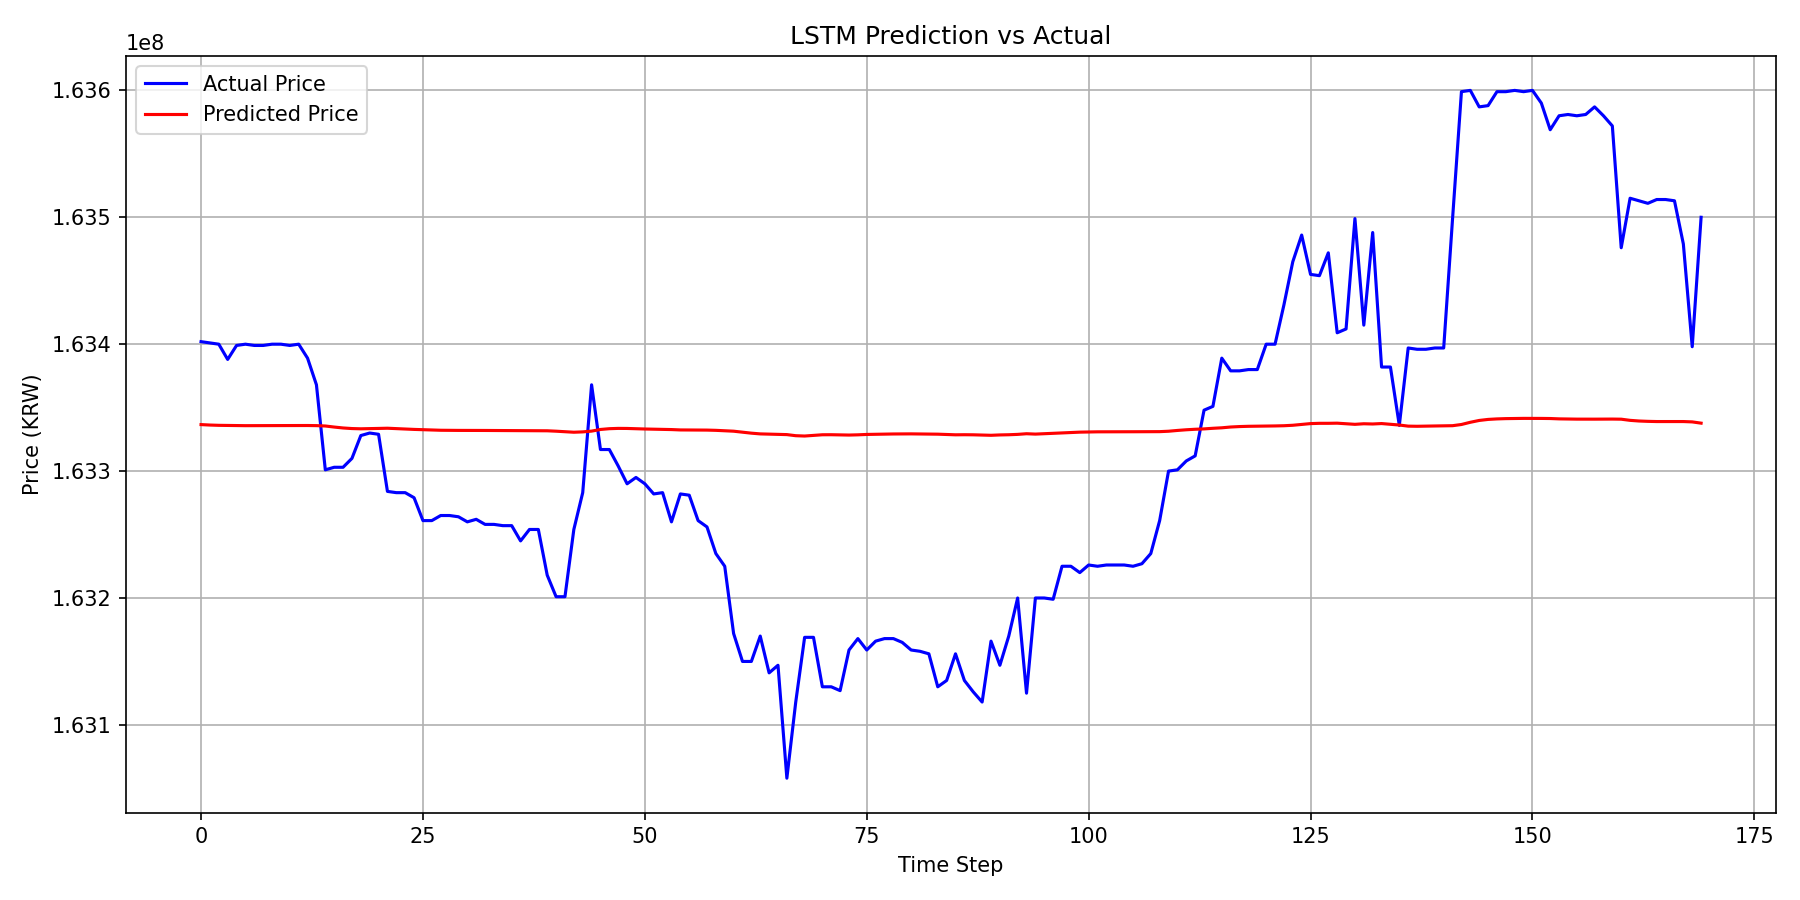 LSTM Prediction vs Actual
1e8
Actual Price
Predicted Price
1.636
1.635
1.634
1.633
1.632
1.631
Price (KRW)
0 25 50 75 100 125 150 175
Time Step